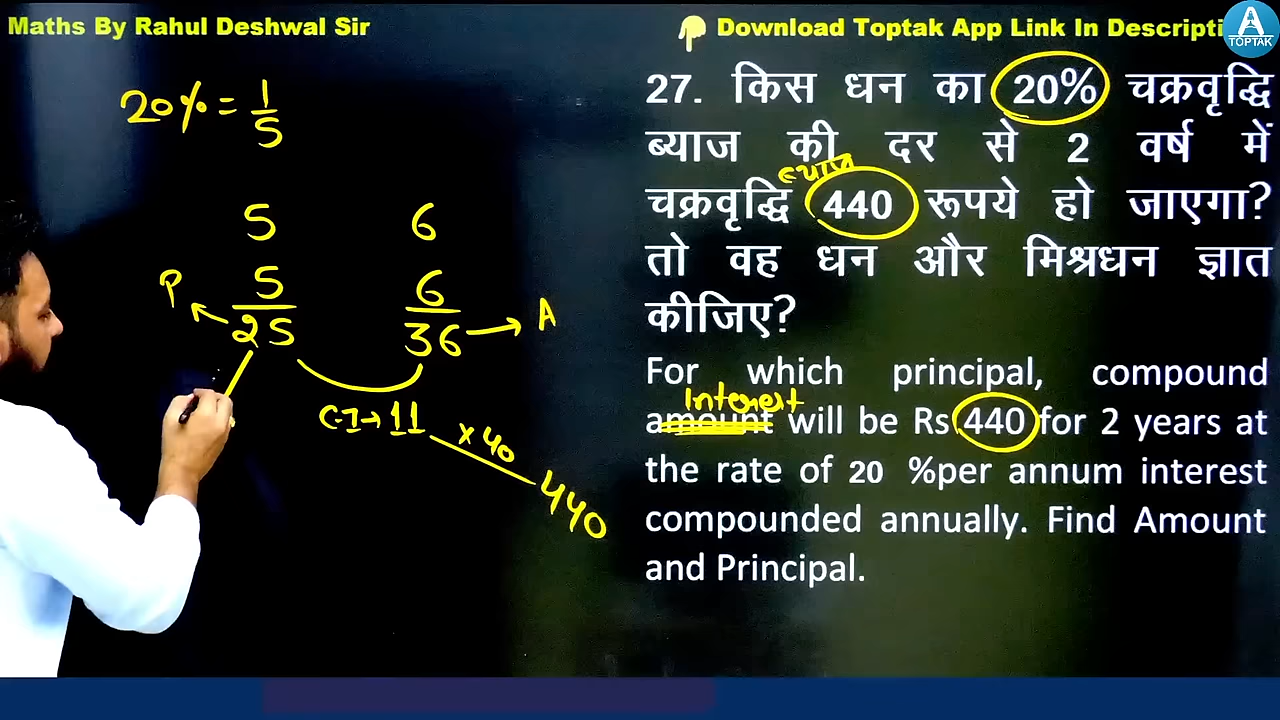 Maths By Rahul Deshwal Sir
Download Toptak App Link In Descripti
A
TOPTAK
20% = 1/5
5 6
5 6
P 25 36 A
C.I → 11 ×40
440
27. किस धन का 20% चक्रवृद्धि
ब्याज की दर से 2 वर्ष में
ब्याज
चक्रवृद्धि 440 रूपये हो जाएगा?
तो वह धन और मिश्रधन ज्ञात
कीजिए?
For which principal, compound
Interest
amount will be Rs 440 for 2 years at
the rate of 20 %per annum interest
compounded annually. Find Amount
and Principal.